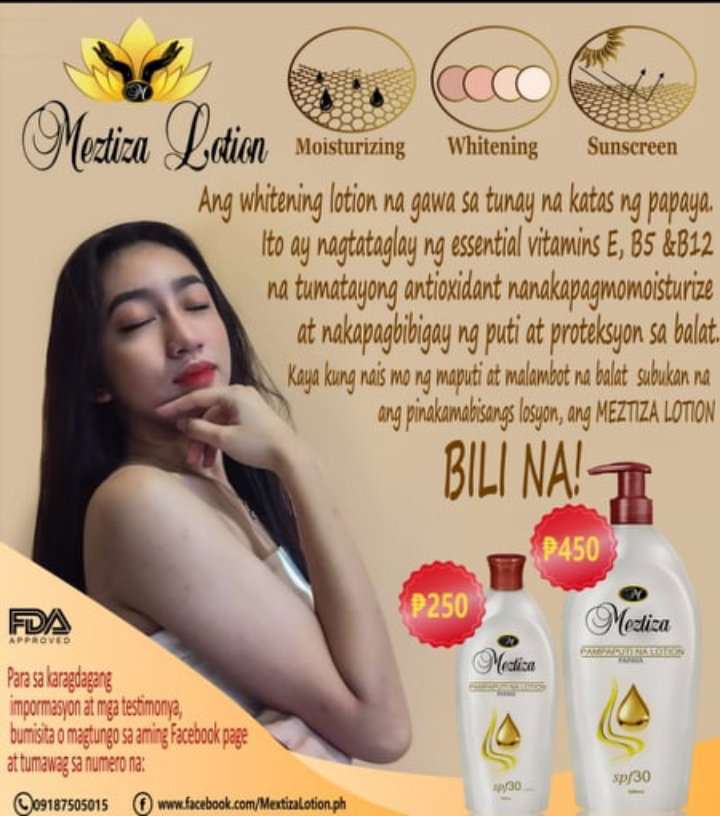 Meztiza Lotion
Moisturizing
Whitening
Sunscreen
Ang whitening lotion na gawa sa tunay na katas ng papaya.
Ito ay nagtataglay ng essential vitamins E, B5 &B12
na tumatayong antioxidant nanakapagmomoisturize
at nakapagbibigay ng puti at proteksyon sa balat.
Kaya kung nais mo ng maputi at malambot na balat subukan na
ang pinakamabisangs losyon, ang MEZTIZA LOTION
BILI NA!
₱250
₱450
Meztiza
PAMPAPUTI NA LOTION
PAPAYA
spf30
Meztiza
PAMPAPUTI NA LOTION
PAPAYA
spf30
FDA
APPROVED
Para sa karagdagang
impormasyon at mga testimonya,
bumisita o magtungo sa aming Facebook page
at tumawag sa numero na:
09187505015
www.facebook.com/MextizaLotion.ph